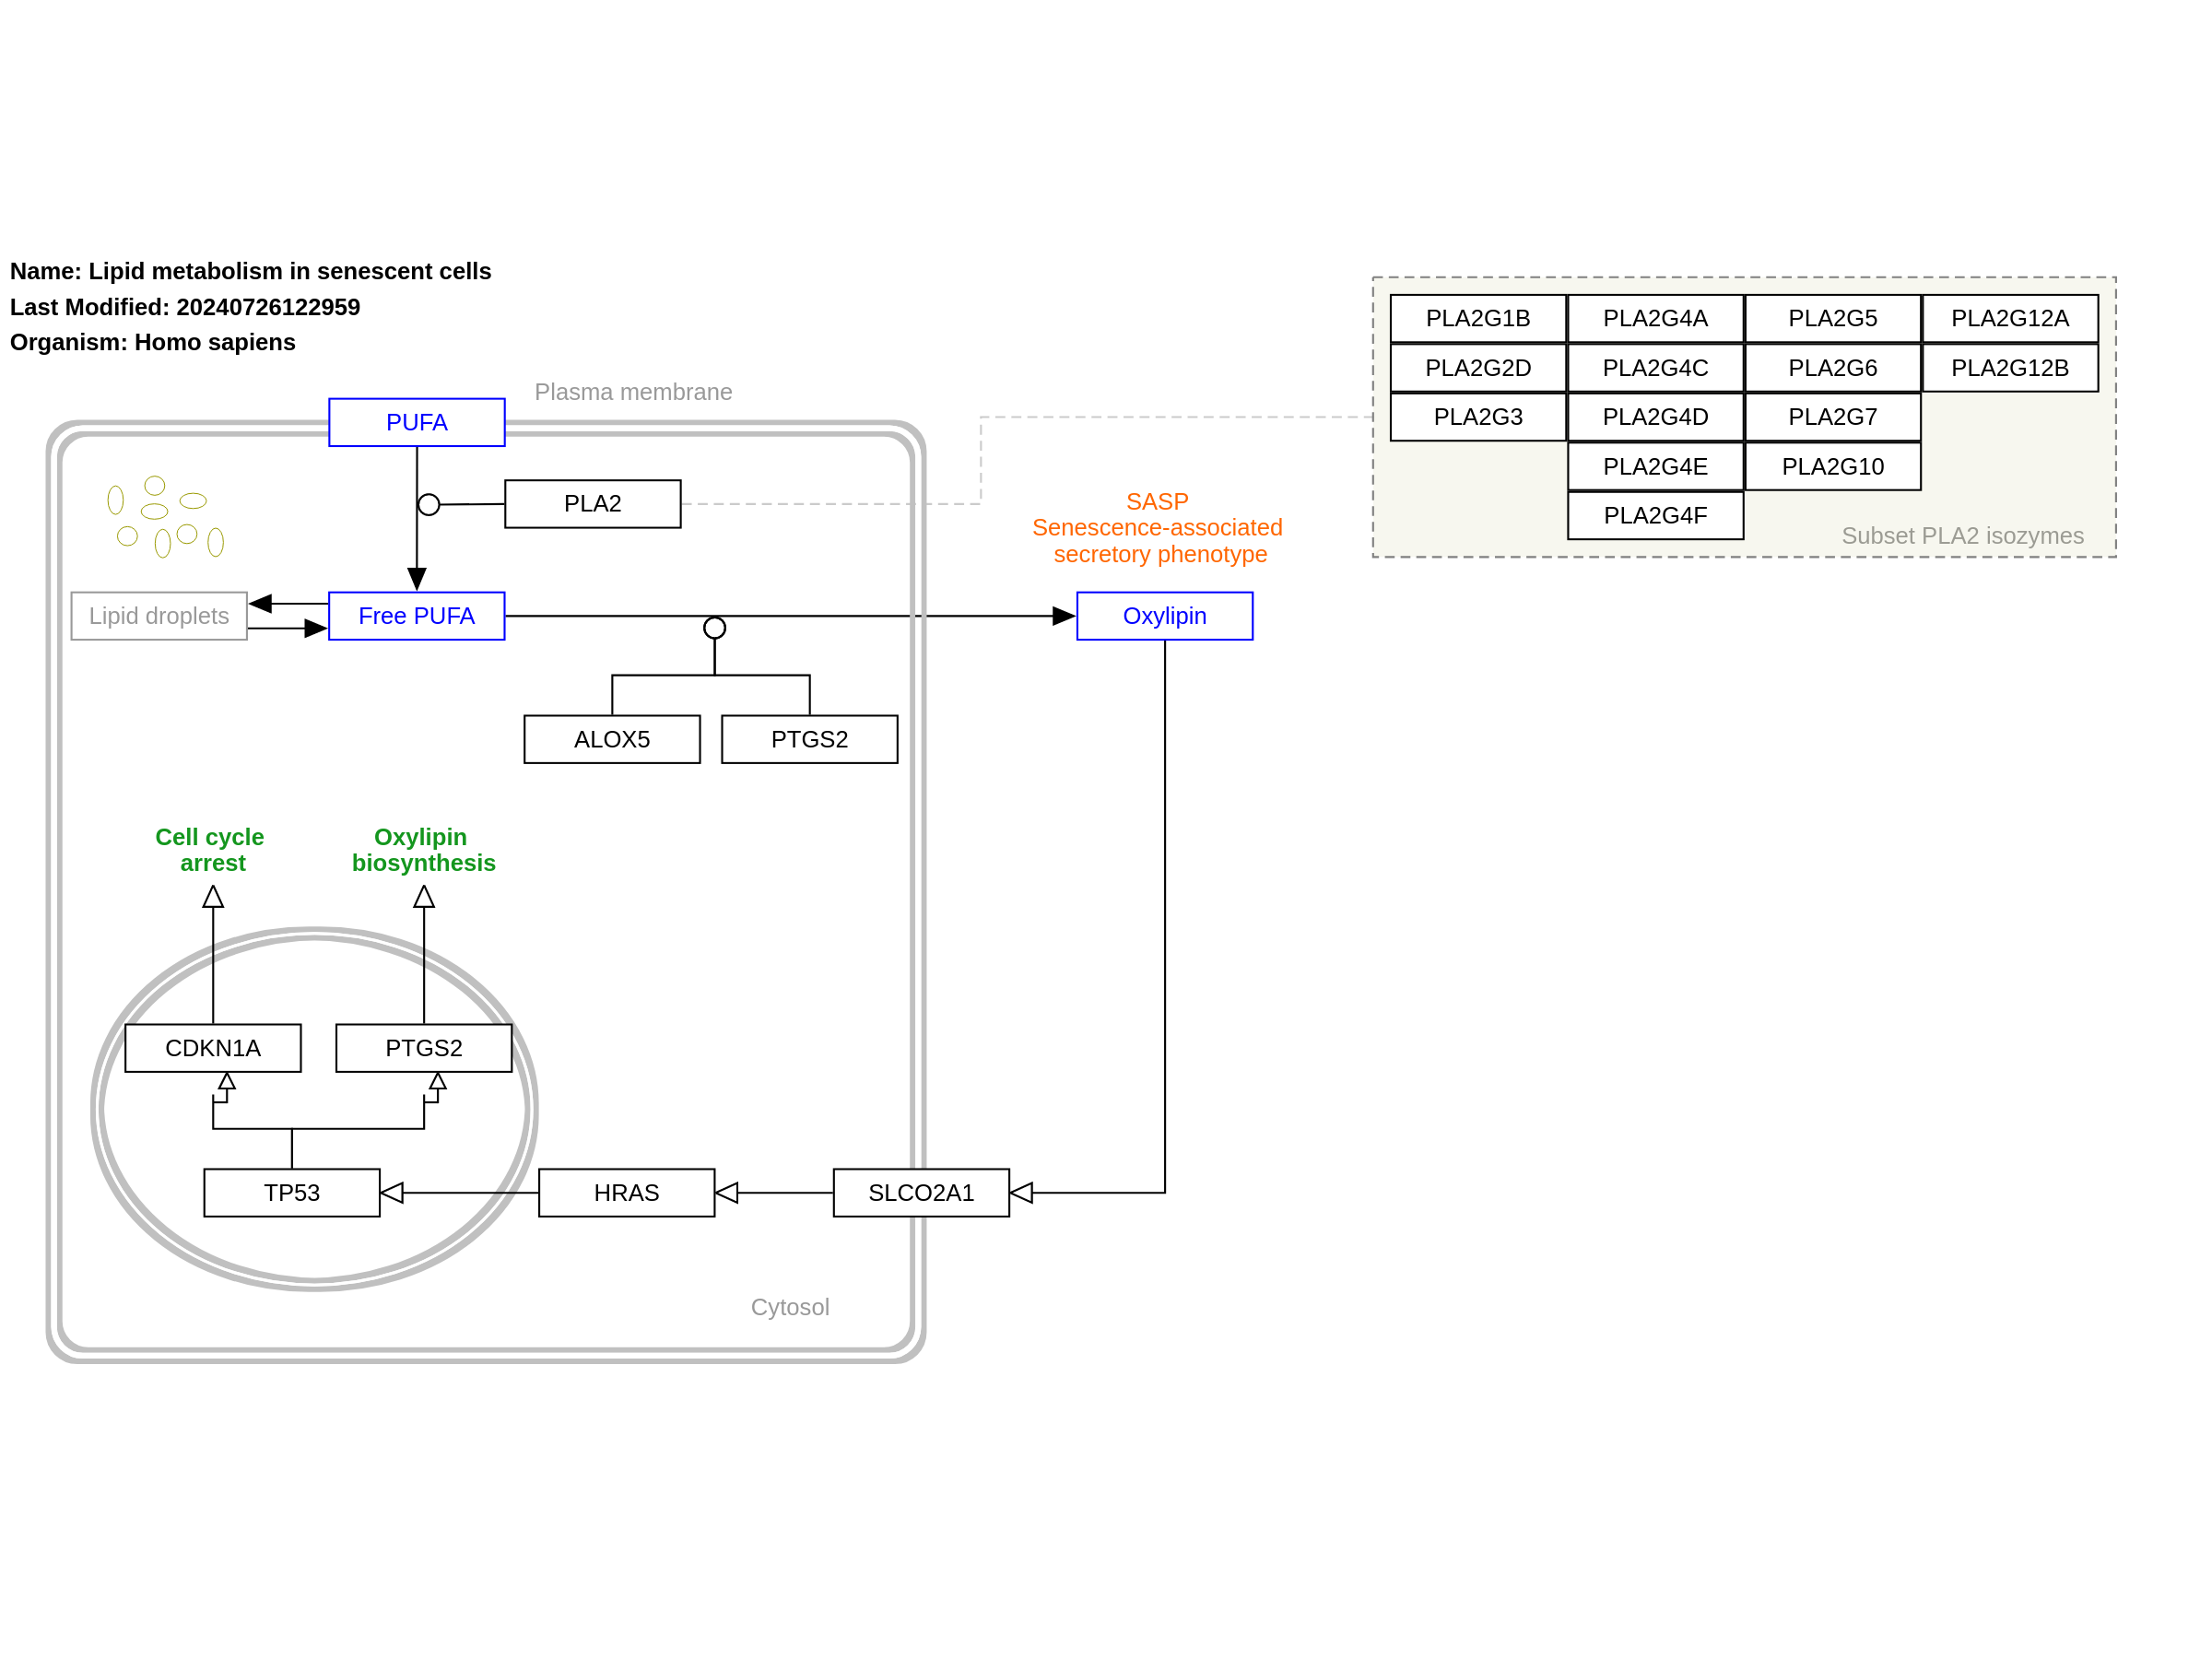 Name: Lipid metabolism in senescent cells
Last Modified: 20240726122959
Organism: Homo sapiens
Plasma membrane
PUFA
PLA2
Lipid droplets
Free PUFA
SASP
Senescence-associated
secretory phenotype
Oxylipin
ALOX5
PTGS2
PLA2G1B
PLA2G4A
PLA2G5
PLA2G12A
PLA2G2D
PLA2G4C
PLA2G6
PLA2G12B
PLA2G3
PLA2G4D
PLA2G7
PLA2G4E
PLA2G10
PLA2G4F
Subset PLA2 isozymes
Cell cycle
arrest
Oxylipin
biosynthesis
CDKN1A
PTGS2
TP53
HRAS
SLCO2A1
Cytosol